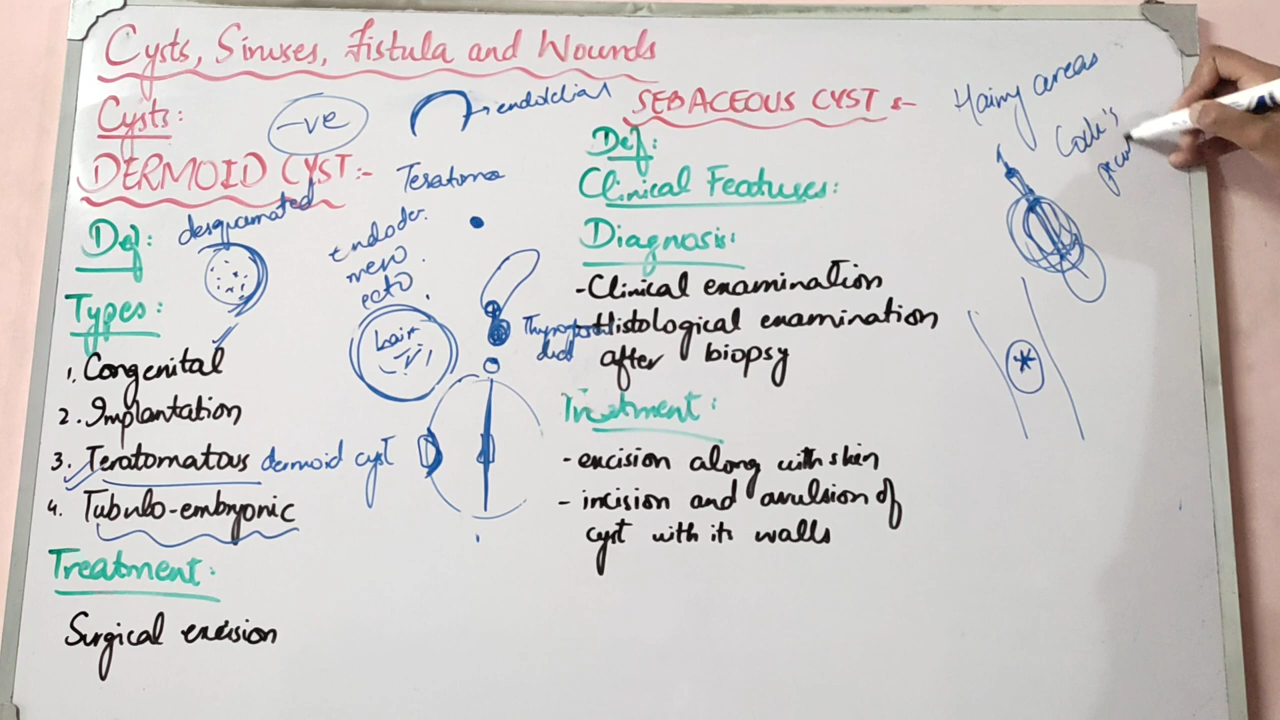 Cysts, Sinuses, Fistula and Wounds
Cysts:
-ve
DERMOID CYST:-
Teratoma
Def:
desquamated
endoder.
meso.
ecto.
Types:
hair
1. Congenital
2. Implantation
3. Teratomatous dermoid cyst
4. Tubulo-embryonic
Treatment:
Surgical excision
SEBACEOUS CYST :-
Hairy areas
Def:
Clinical Features:
Diagnosis:
- Clinical examination
- Histological examination
after biopsy
Treatment:
- excision along with skin
- incision and avulsion of
cyst with its walls